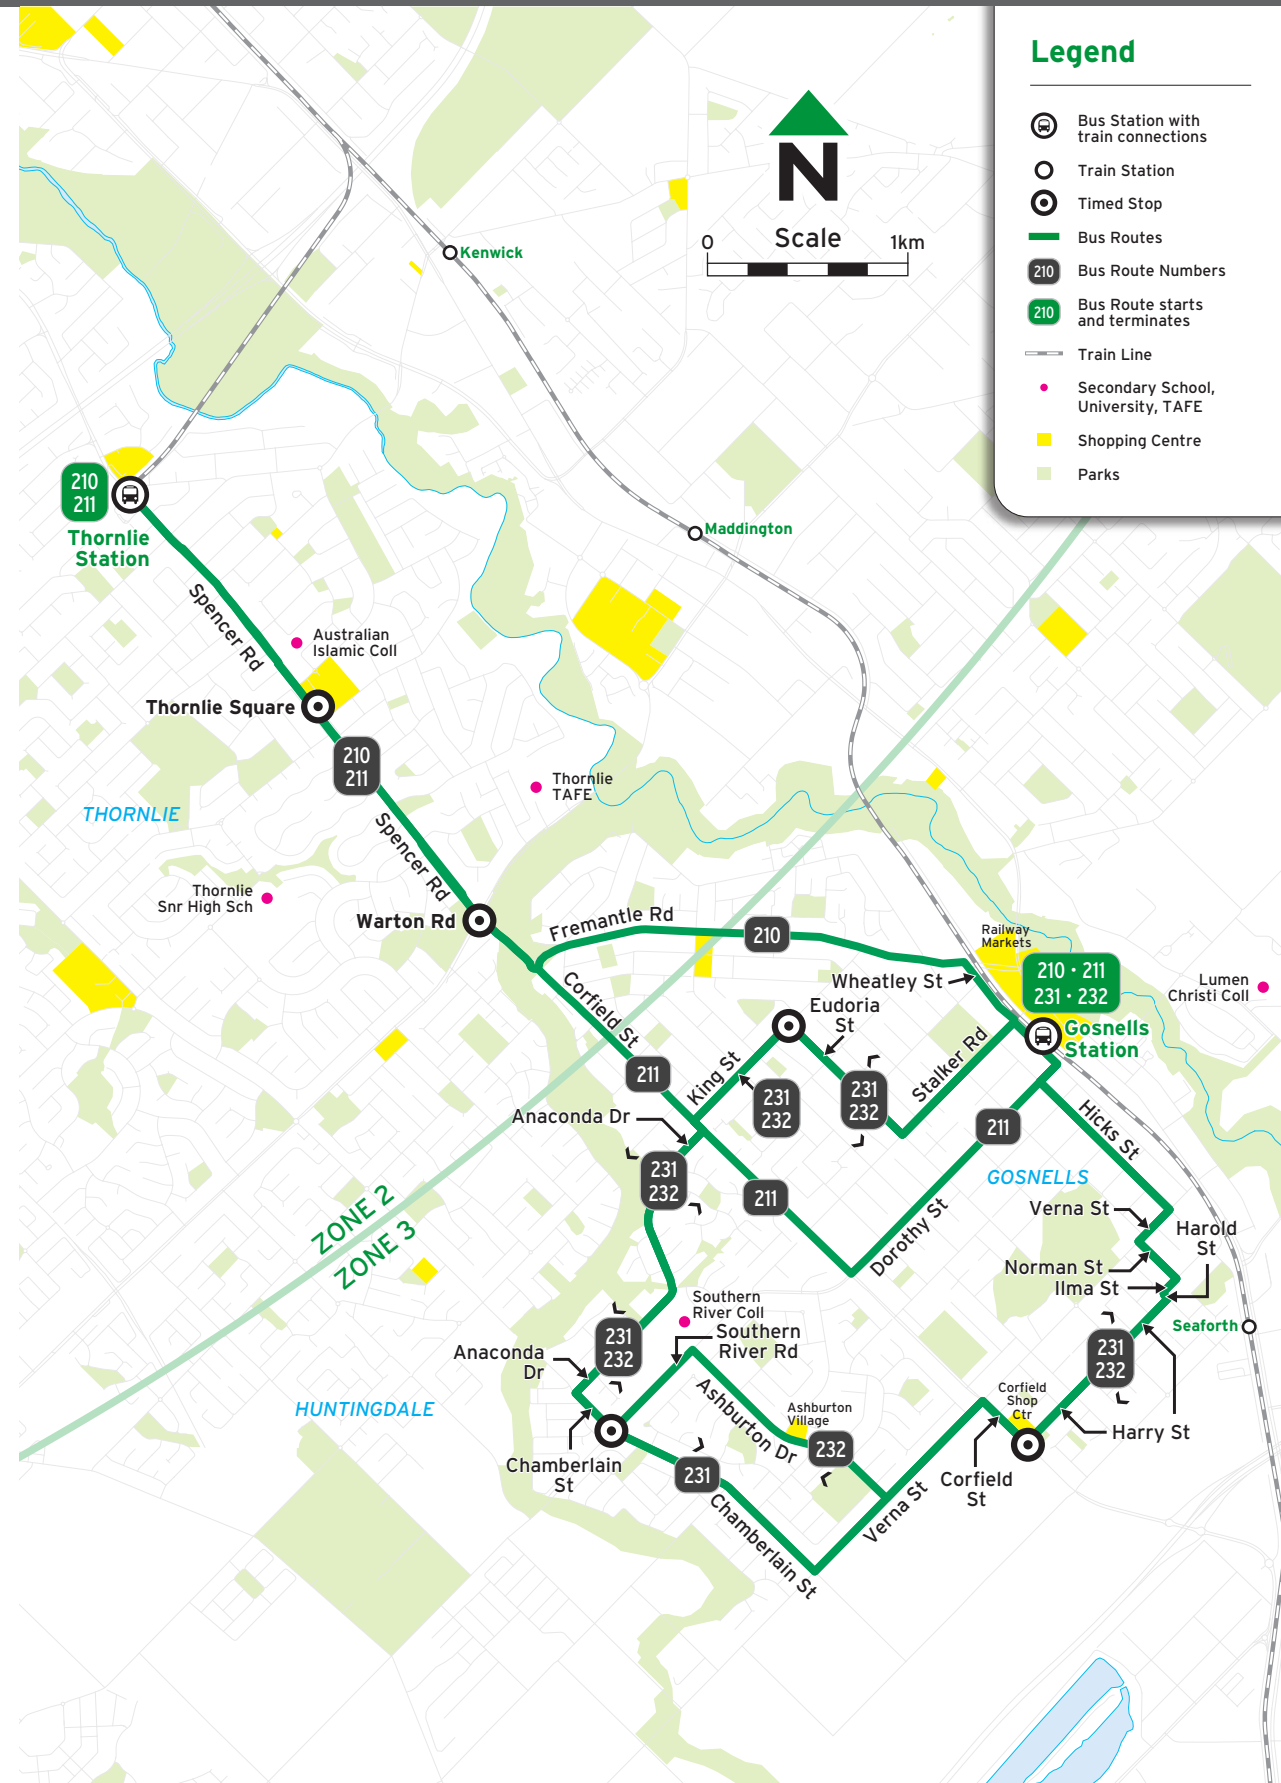 Legend
Bus Station with
train connections
Train Station
Timed Stop
Bus Routes
210
Bus Route Numbers
210
Bus Route starts
and terminates
Train Line
Secondary School,
University, TAFE
Shopping Centre
Parks
N
Scale
0
1km
Kenwick
Maddington
210
211
Thornlie
Station
Spencer Rd
Australian
Islamic Coll
Thornlie Square
210
211
Thornlie
TAFE
THORNLIE
Spencer Rd
Thornlie
Snr High Sch
Warton Rd
Fremantle Rd
210
Railway
Markets
Wheatley St
210 • 211
231 • 232
Lumen
Christi Coll
Gosnells
Station
Corfield St
Eudoria
St
211
King St
231
232
231
232
Stalker Rd
Anaconda Dr
211
Hicks St
231
232
211
GOSNELLS
ZONE 2
ZONE 3
Dorothy St
Verna St
Harold
St
Norman St
Ilma St
Southern
River Coll
Seaforth
231
232
Southern
River Rd
231
232
Anaconda
Dr
HUNTINGDALE
Ashburton Dr
Ashburton
Village
Corfield
Shop
Ctr
Harry St
232
Chamberlain
St
231
Corfield
St
Verna St
Chamberlain St